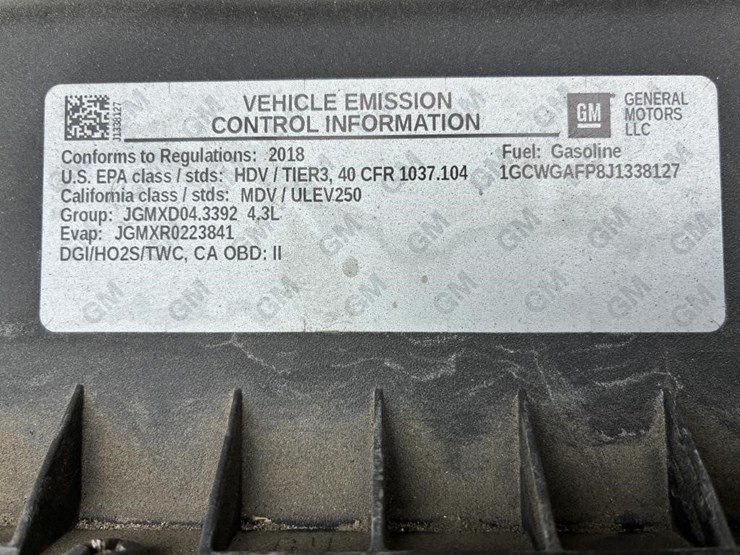 J1338127
VEHICLE EMISSION
CONTROL INFORMATION
GM
GENERAL
MOTORS
LLC
Conforms to Regulations: 2018
Fuel: Gasoline
U.S. EPA class / stds: HDV / TIER3, 40 CFR 1037.104
1GCWGAFP8J1338127
California class / stds: MDV / ULEV250
Group: JGMXD04.3392 4.3L
Evap: JGMXR0223841
DGI/HO2S/TWC, CA OBD: II